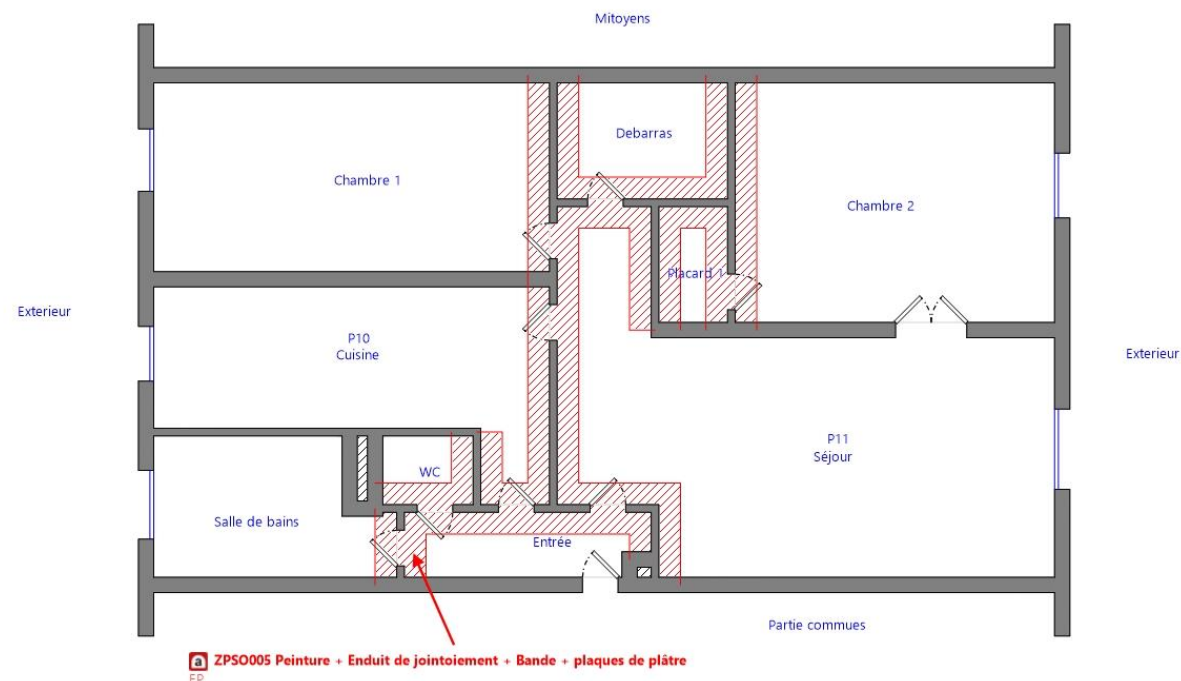 Mitoyens
Debarras
Chambre 1
Chambre 2
Placard 1
Exterieur
P10
Cuisine
Exterieur
P11
Séjour
WC
Salle de bains
Entrée
Partie commues
a ZPSO005 Peinture + Enduit de jointoiement + Bande + plaques de plâtre
EP